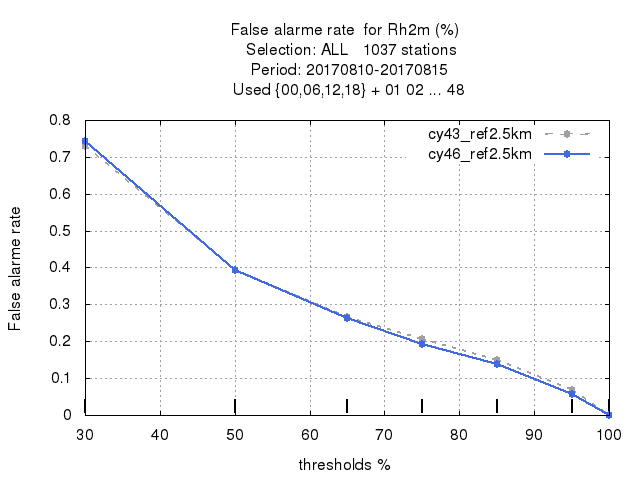 False alarme rate  for Rh2m (%)
Selection: ALL   1037 stations
Period: 20170810-20170815
Used {00,06,12,18} + 01 02 ... 48
cy43_ref2.5km
cy46_ref2.5km
False alarme rate
0.8
0.7
0.6
0.5
0.4
0.3
0.2
0.1
0
30 40 50 60 70 80 90 100
thresholds %